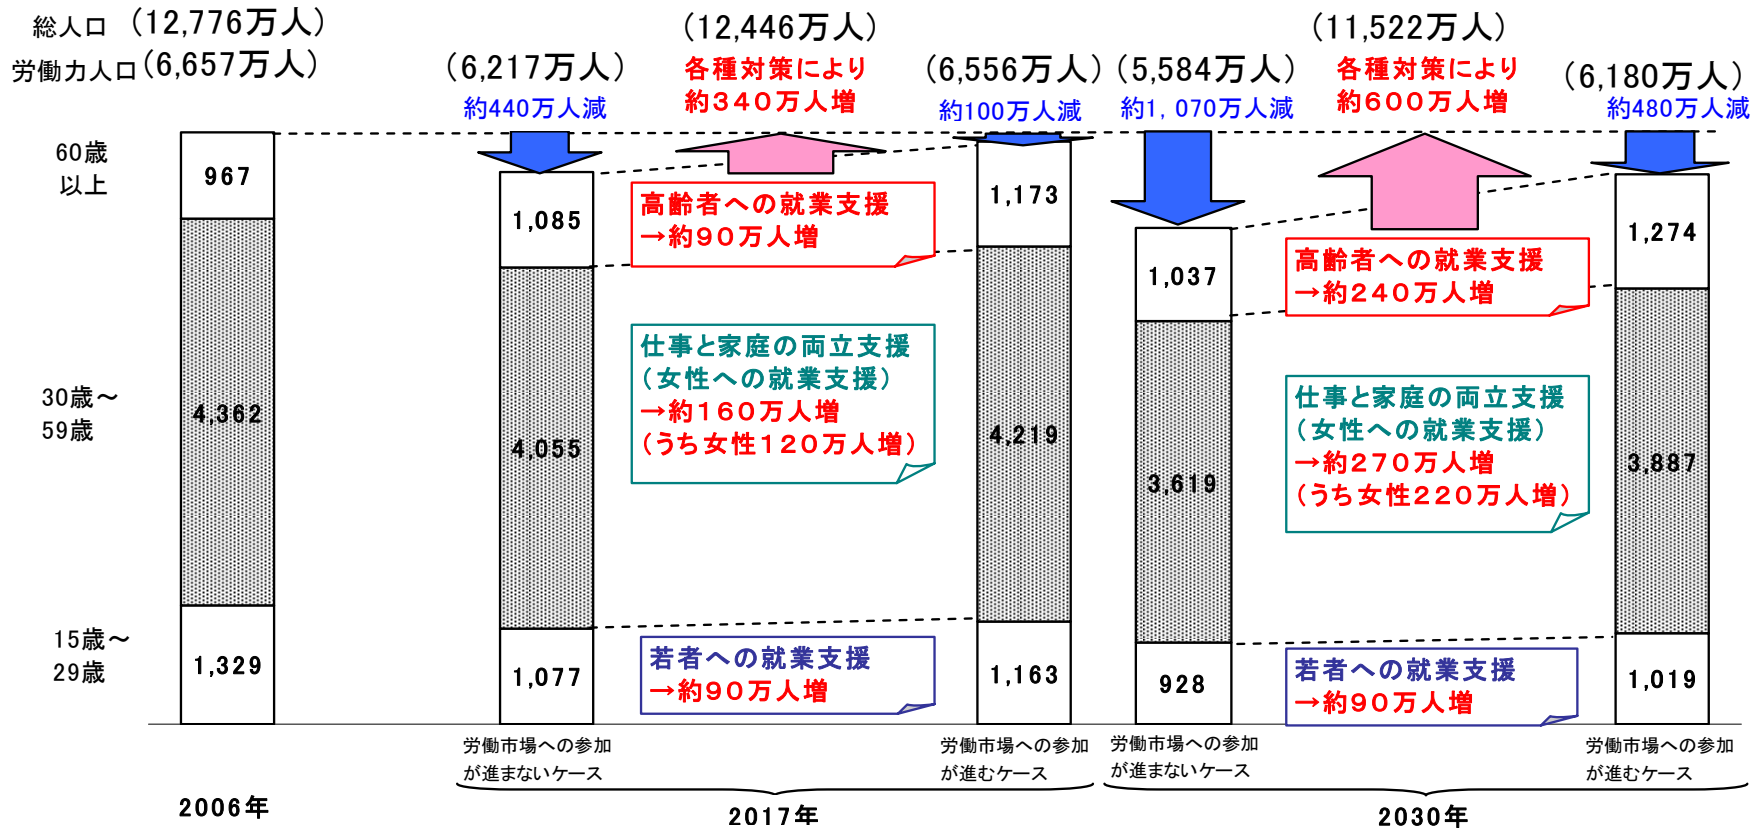 総人口 (12,776万人)
労働力人口(6,657万人)
(12,446万人)
(11,522万人)
(6,217万人)
約440万人減
各種対策により
約340万人増
(6,556万人)
約100万人減
(5,584万人)
約1,070万人減
各種対策により
約600万人増
(6,180万人)
約480万人減
60歳
以上
30歳～
59歳
15歳～
29歳
967
4,362
1,329
1,085
4,055
1,077
高齢者への就業支援
→約90万人増
仕事と家庭の両立支援
(女性への就業支援)
→約160万人増
(うち女性120万人増)
若者への就業支援
→約90万人増
1,173
4,219
1,163
1,037
3,619
928
高齢者への就業支援
→約240万人増
仕事と家庭の両立支援
(女性への就業支援)
→約270万人増
(うち女性220万人増)
若者への就業支援
→約90万人増
1,274
3,887
1,019
労働市場への参加
が進まないケース
労働市場への参加
が進むケース
労働市場への参加
が進まないケース
労働市場への参加
が進むケース
2006年
2017年
2030年